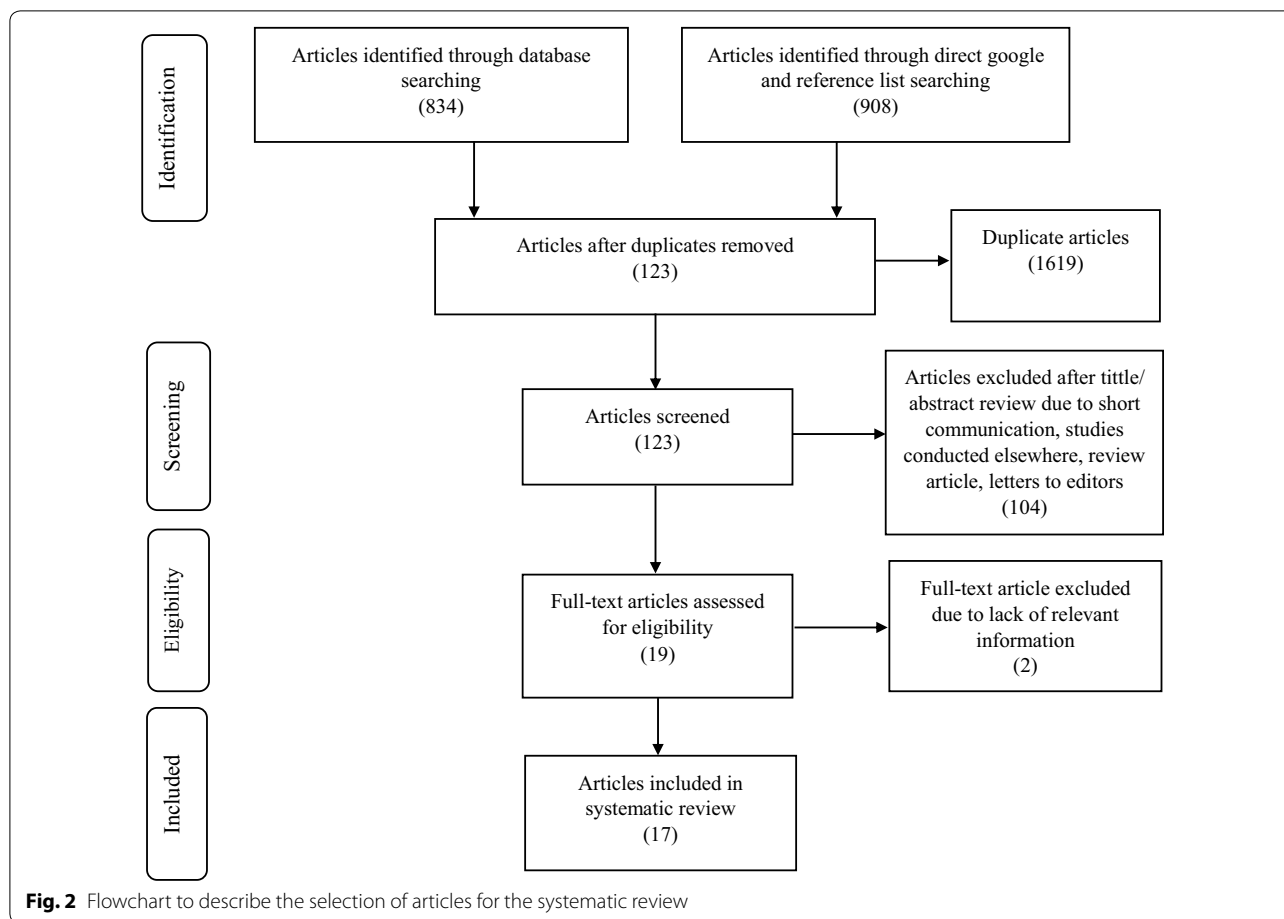 Identification
Articles identified through database
searching
(834)
Articles identified through direct google
and reference list searching
(908)
Articles after duplicates removed
(123)
Duplicate articles
(1619)
Screening
Articles screened
(123)
Articles excluded after tittle/
abstract review due to short
communication, studies
conducted elsewhere, review
article, letters to editors
(104)
Eligibility
Full-text articles assessed
for eligibility
(19)
Full-text article excluded
due to lack of relevant
information
(2)
Included
Articles included in
systematic review
(17)
Fig. 2 Flowchart to describe the selection of articles for the systematic review